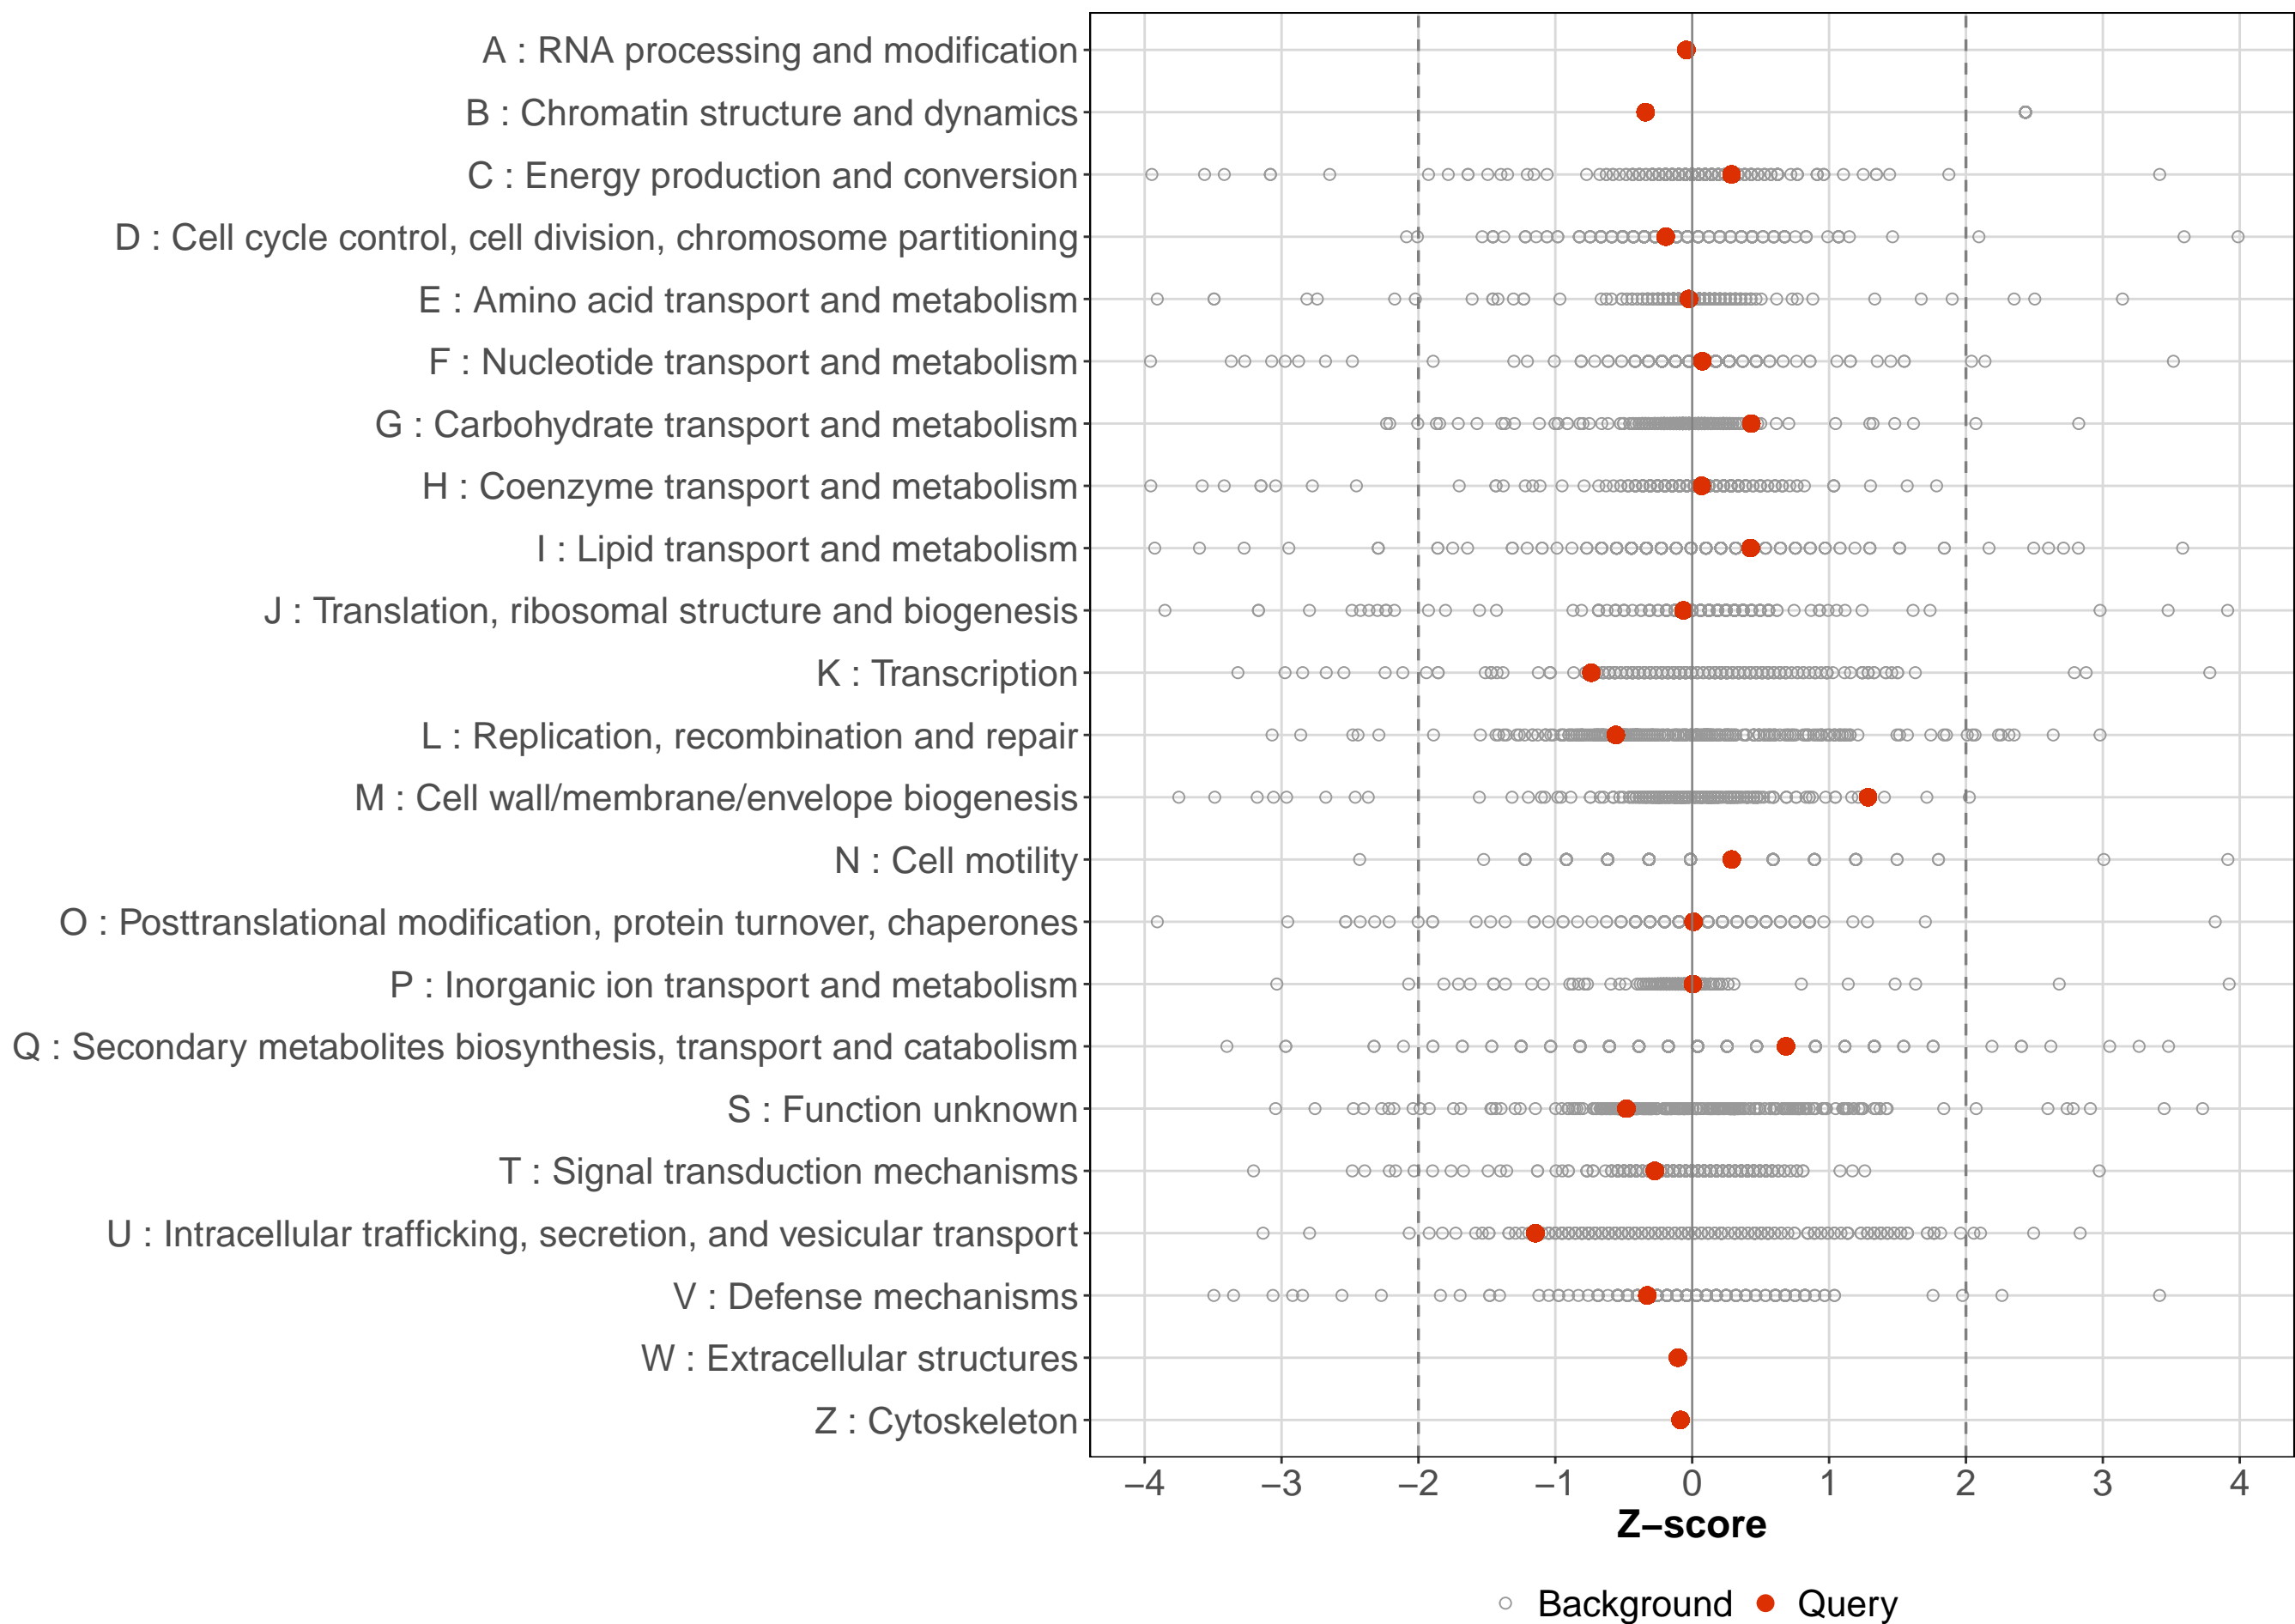 A : RNA processing and modification
B : Chromatin structure and dynamics
C : Energy production and conversion
D : Cell cycle control, cell division, chromosome partitioning
E : Amino acid transport and metabolism
F : Nucleotide transport and metabolism
G : Carbohydrate transport and metabolism
H : Coenzyme transport and metabolism
I : Lipid transport and metabolism
J : Translation, ribosomal structure and biogenesis
K : Transcription
L : Replication, recombination and repair
M : Cell wall/membrane/envelope biogenesis
N : Cell motility
O : Posttranslational modification, protein turnover, chaperones
P : Inorganic ion transport and metabolism
Q : Secondary metabolites biosynthesis, transport and catabolism
S : Function unknown
T : Signal transduction mechanisms
U : Intracellular trafficking, secretion, and vesicular transport
V : Defense mechanisms
W : Extracellular structures
Z : Cytoskeleton
−4 −3 −2 −1 0 1 2 3 4
Z−score
Background Query